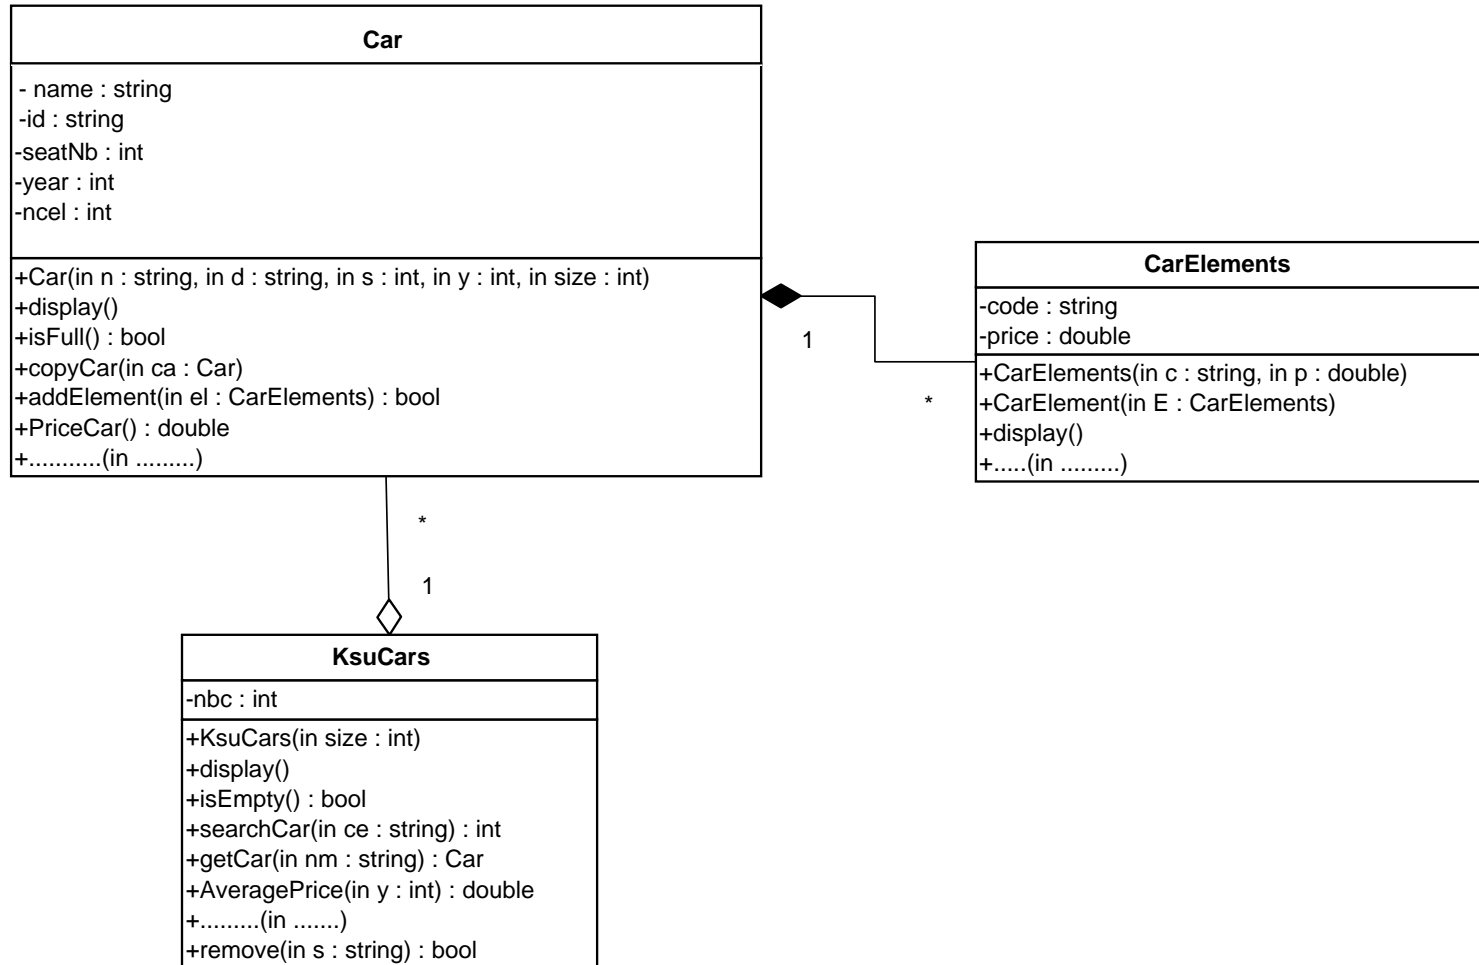 Car
- name : string
-id : string
-seatNb : int
-year : int
-ncel : int
+Car(in n : string, in d : string, in s : int, in y : int, in size : int)
+display()
+isFull() : bool
+copyCar(in ca : Car)
+addElement(in el : CarElements) : bool
+PriceCar() : double
+...........(in .........)
CarElements
-code : string
-price : double
+CarElements(in c : string, in p : double)
+CarElement(in E : CarElements)
+display()
+.....(in .........)
1
*
*
1
KsuCars
-nbc : int
+KsuCars(in size : int)
+display()
+isEmpty() : bool
+searchCar(in ce : string) : int
+getCar(in nm : string) : Car
+AveragePrice(in y : int) : double
+.........(in .......)
+remove(in s : string) : bool